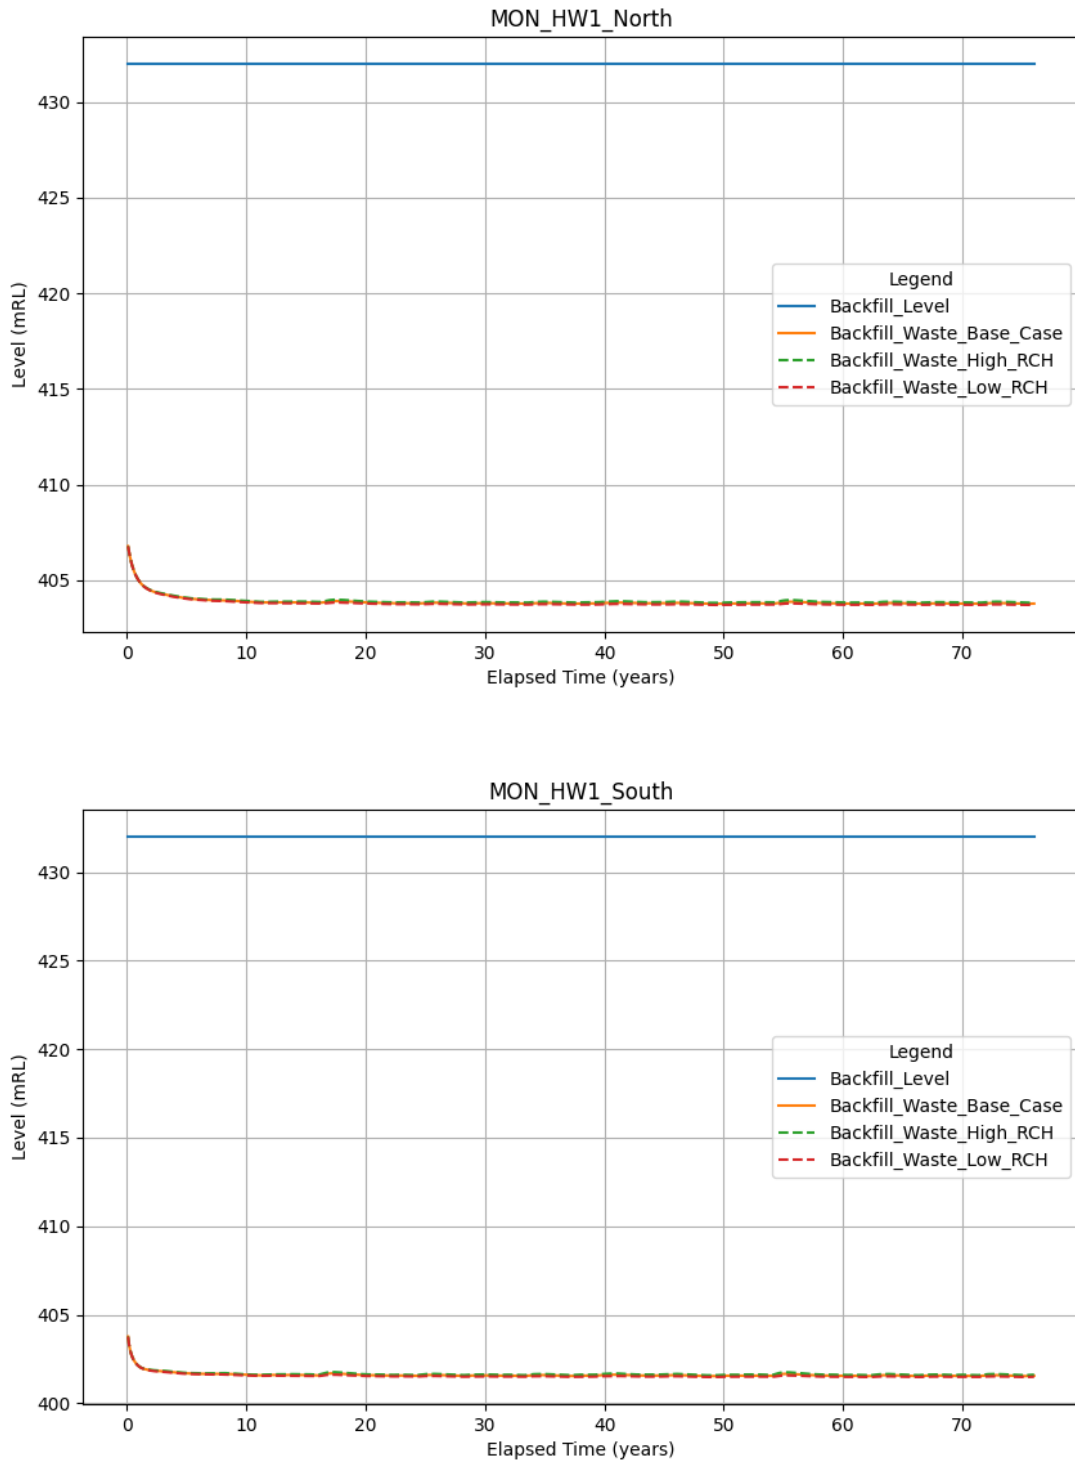 MON_HW1_North
430
425
420
415
410
405
Level (mRL)
Legend
Backfill_Level
Backfill_Waste_Base_Case
Backfill_Waste_High_RCH
Backfill_Waste_Low_RCH
0 10 20 30 40 50 60 70
Elapsed Time (years)
MON_HW1_South
430
425
420
415
410
405
400
Level (mRL)
Legend
Backfill_Level
Backfill_Waste_Base_Case
Backfill_Waste_High_RCH
Backfill_Waste_Low_RCH
0 10 20 30 40 50 60 70
Elapsed Time (years)